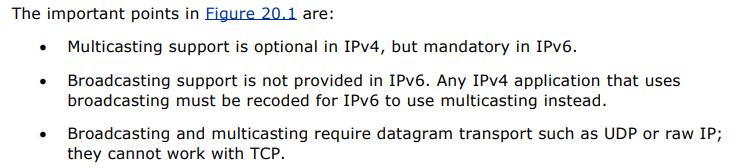 The important points in Figure 20.1 are:
• Multicasting support is optional in IPv4, but mandatory in IPv6.
• Broadcasting support is not provided in IPv6. Any IPv4 application that uses
broadcasting must be recoded for IPv6 to use multicasting instead.
• Broadcasting and multicasting require datagram transport such as UDP or raw IP;
they cannot work with TCP.